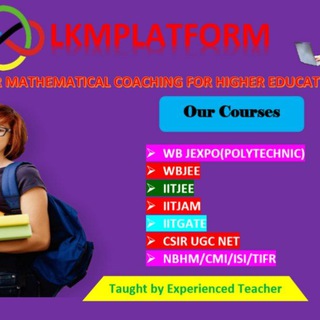 LKMPLATFORM
MATHEMATICAL COACHING FOR HIGHER
Our Courses
WB JEXPO(POLYTECHNIC)
WBJEE
IITJEE
IITJAM
IITGATE
CSIR UGC NET
NBHM/CMI/ISI/TIFR
Taught by Experienced Teacher